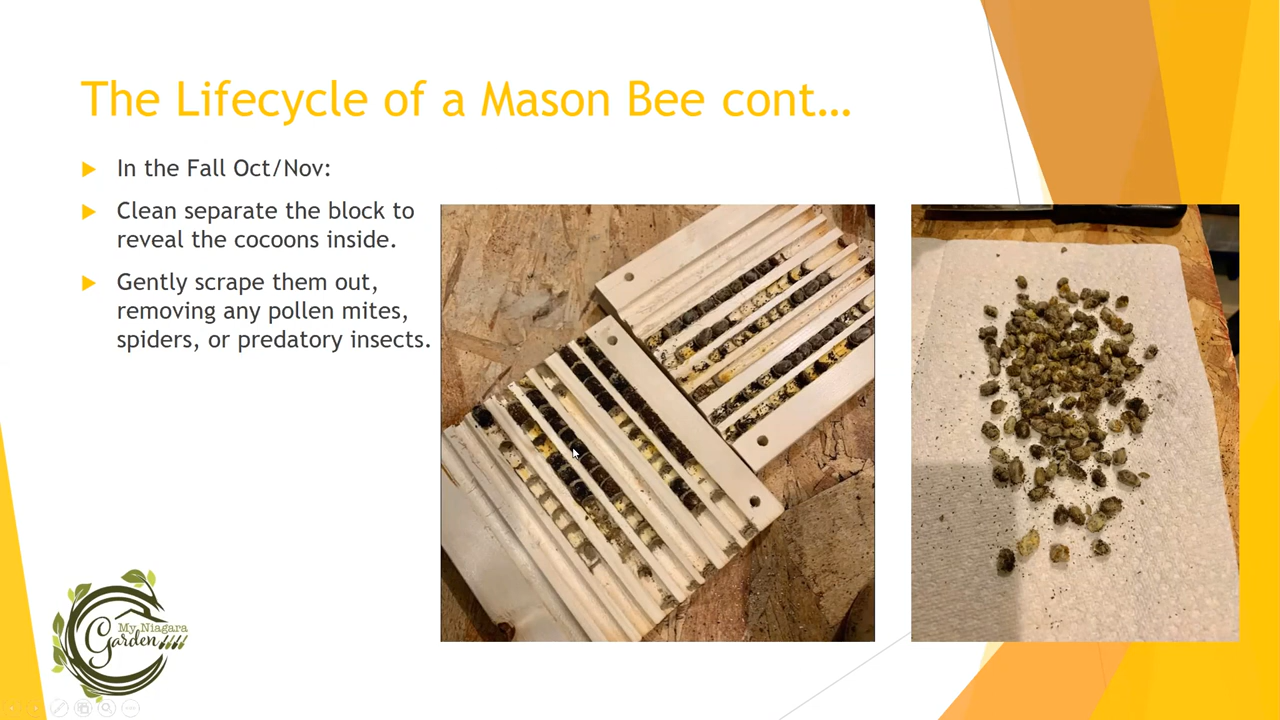 The Lifecycle of a Mason Bee cont…
In the Fall Oct/Nov:
Clean separate the block to
reveal the cocoons inside.
Gently scrape them out,
removing any pollen mites,
spiders, or predatory insects.
My Niagara
Garden